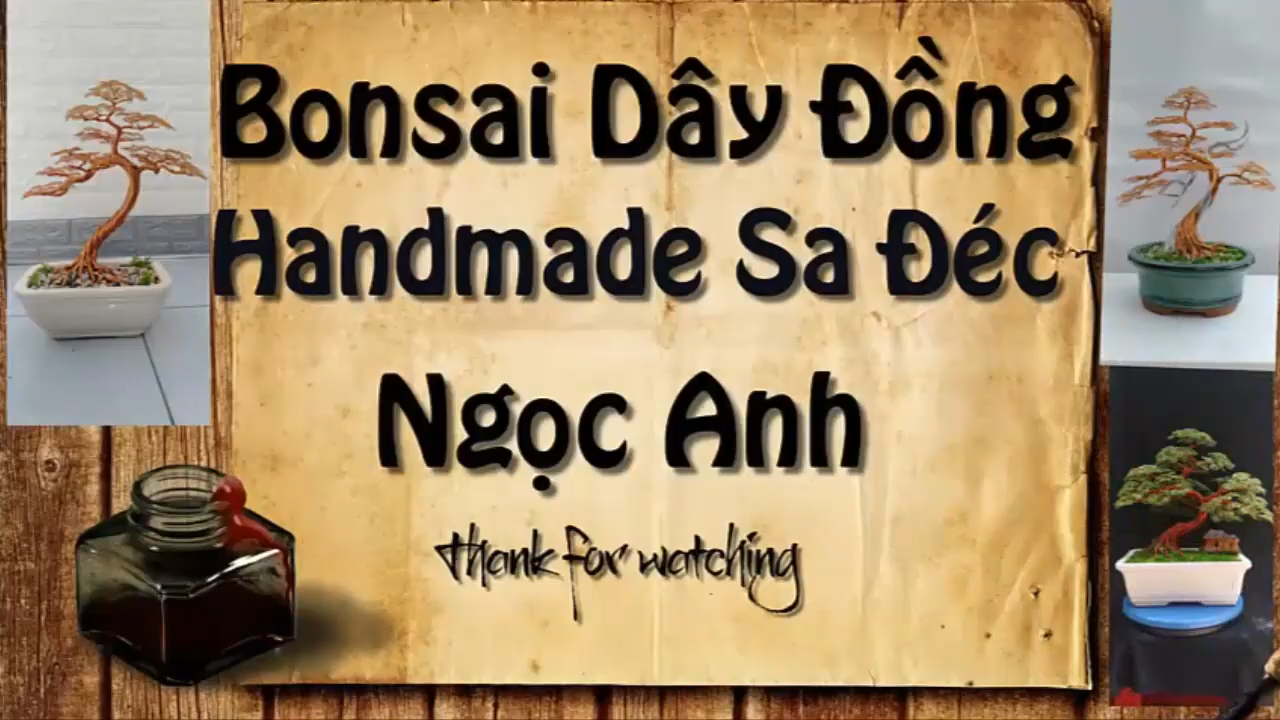 Bonsai Dây Đồng
Handmade Sa Đéc
Ngọc Anh
thank for watching